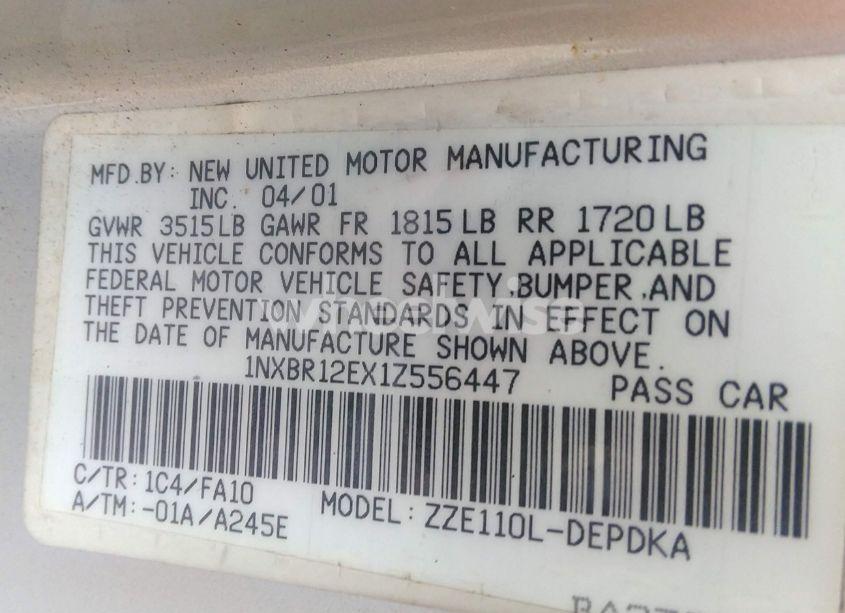 MFD.BY: NEW UNITED MOTOR MANUFACTURING
INC. 04/01
GVWR 3515LB GAWR FR 1815LB RR 1720LB
THIS VEHICLE CONFORMS TO ALL APPLICABLE
FEDERAL MOTOR VEHICLE SAFETY,BUMPER,AND
THEFT PREVENTION STANDARDS IN EFFECT ON
THE DATE OF MANUFACTURE SHOWN ABOVE.
1NXBR12EX1Z556447 PASS CAR
C/TR:1C4/FA10
A/TM:-01A/A245E MODEL:ZZE110L-DEPDKA
wheelwise